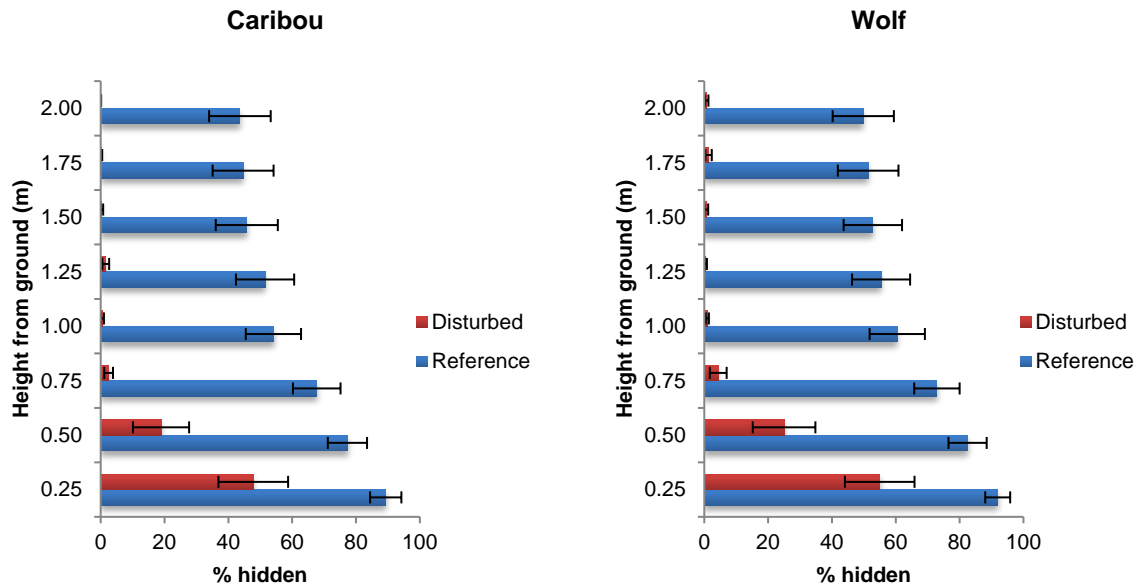 Caribou
Height from ground (m)
2.00
1.75
1.50
1.25
1.00
0.75
0.50
0.25
0 20 40 60 80 100
% hidden
Disturbed
Reference
Wolf
Height from ground (m)
2.00
1.75
1.50
1.25
1.00
0.75
0.50
0.25
0 20 40 60 80 100
% hidden
Disturbed
Reference